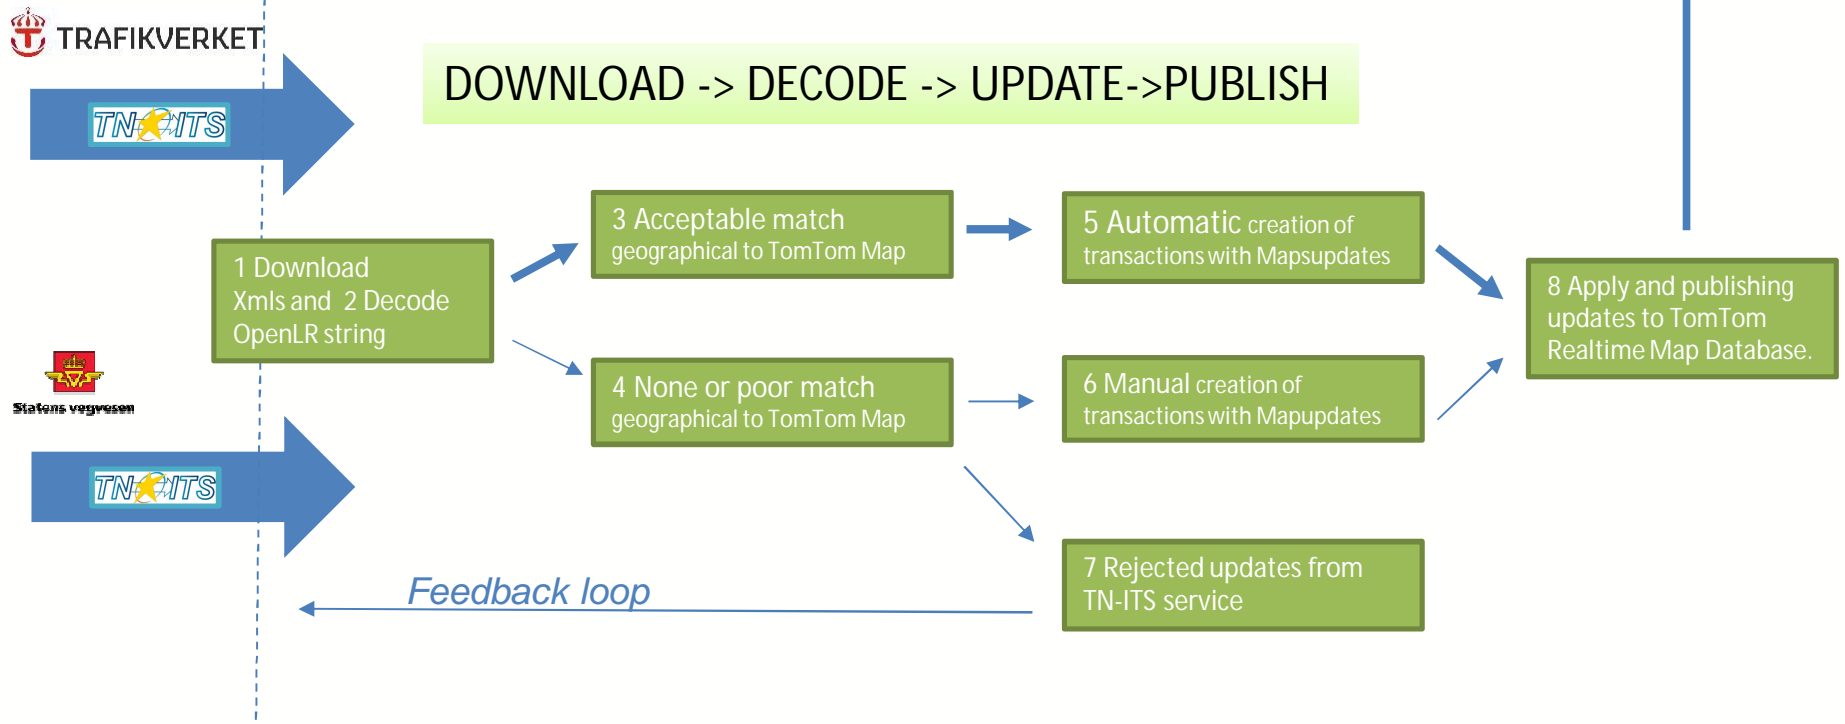 TRAFIKVERKET
DOWNLOAD -> DECODE -> UPDATE->PUBLISH
TN ITS
3 Acceptable match
geographical to TomTom Map
5 Automatic creation of
transactions with Mapsupdates
1 Download
Xmls and 2 Decode
OpenLR string
8 Apply and publishing
updates to TomTom
Realtime Map Database.
4 None or poor match
geographical to TomTom Map
6 Manual creation of
transactions with Mapupdates
Statens vegvesen
TN ITS
7 Rejected updates from
TN-ITS service
Feedback loop